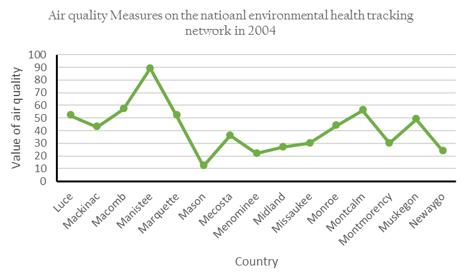 Air quality Measures on the natioanl environmental health tracking
network in 2004
Value of air quality
100
90
80
70
60
50
40
30
20
10
0
Luce
Mackinac
Macomb
Manistee
Marquette
Mason
Mecosta
Menominee
Midland
Missaukee
Monroe
Montcalm
Montmorency
Muskegon
Newaygo
Country